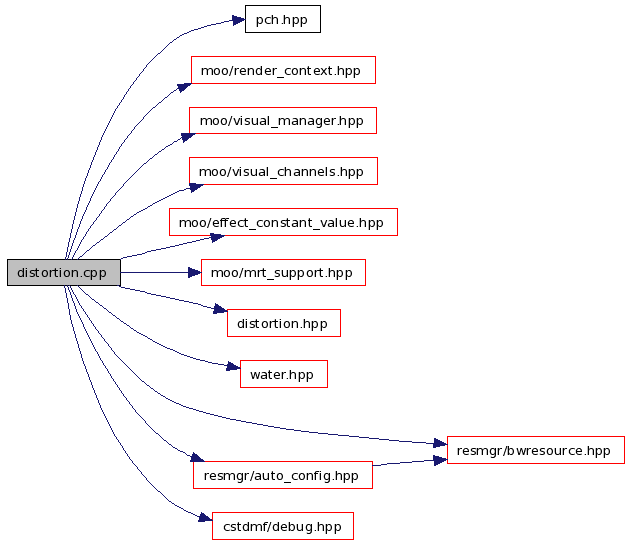 pch.hpp
moo/render_context.hpp
moo/visual_manager.hpp
moo/visual_channels.hpp
moo/effect_constant_value.hpp
distortion.cpp
moo/mrt_support.hpp
distortion.hpp
water.hpp
resmgr/bwresource.hpp
resmgr/auto_config.hpp
cstdmf/debug.hpp